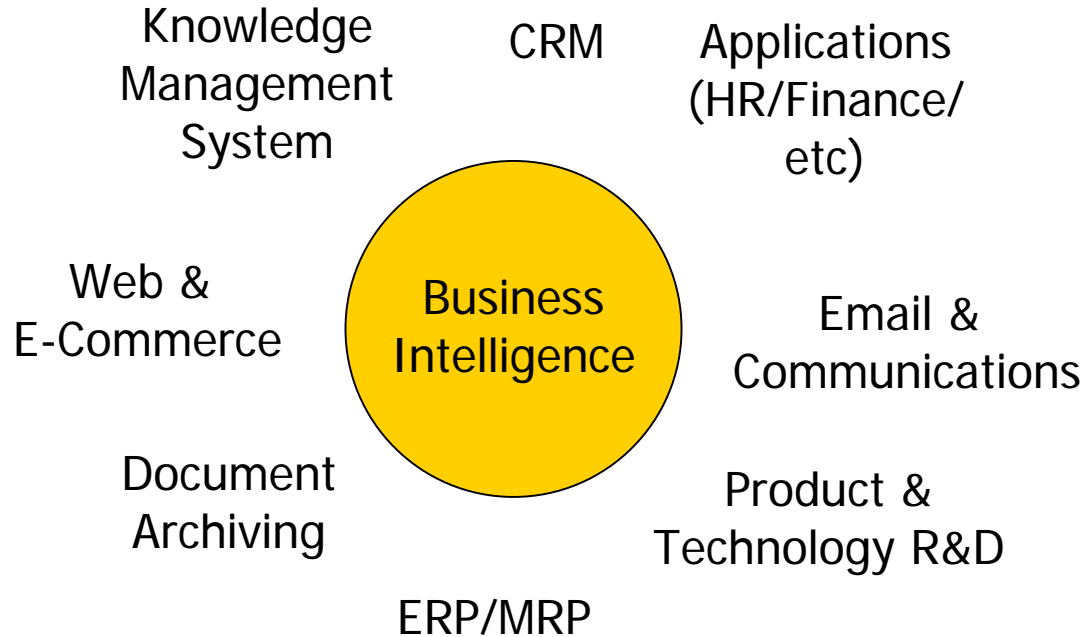 Knowledge
Management
System
CRM
Applications
(HR/Finance/
etc)
Web &
E-Commerce
Business
Intelligence
Email &
Communications
Document
Archiving
Product &
Technology R&D
ERP/MRP